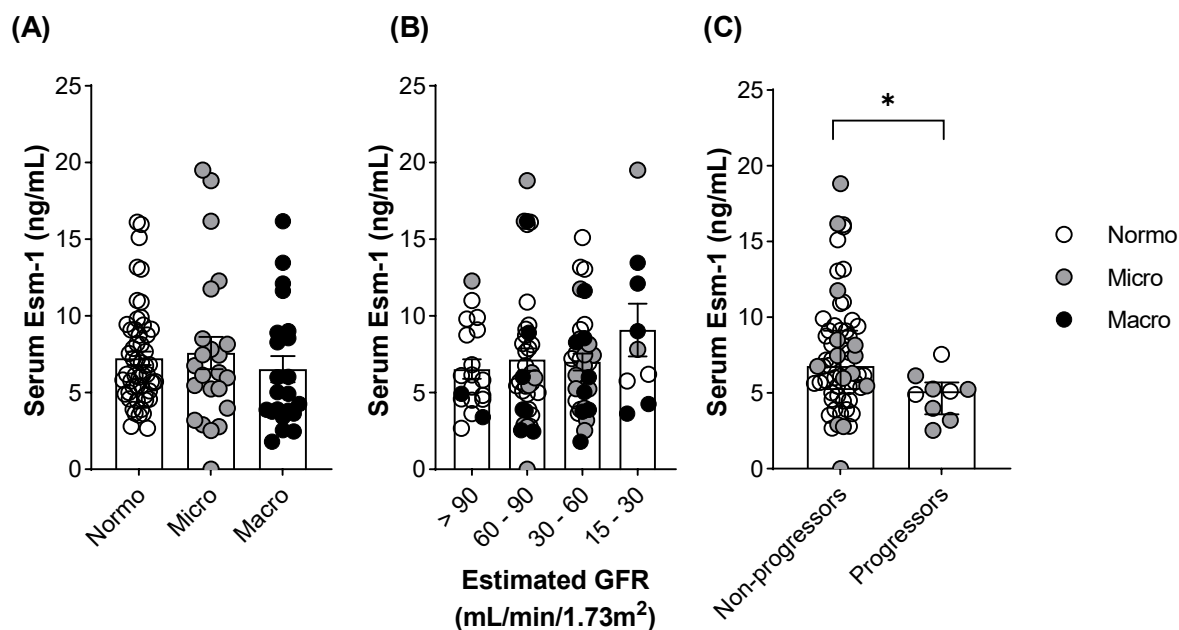 (A)
Serum Esm-1 (ng/mL)
25
20
15
10
5
0
Normo
Micro
Macro
(B)
Serum Esm-1 (ng/mL)
25
20
15
10
5
0
> 90
60 - 90
30 - 60
15 - 30
Estimated GFR
(mL/min/1.73m²)
(C)
Serum Esm-1 (ng/mL)
25
20
15
10
5
0
*
Non-progressors
Progressors
Normo
Micro
Macro